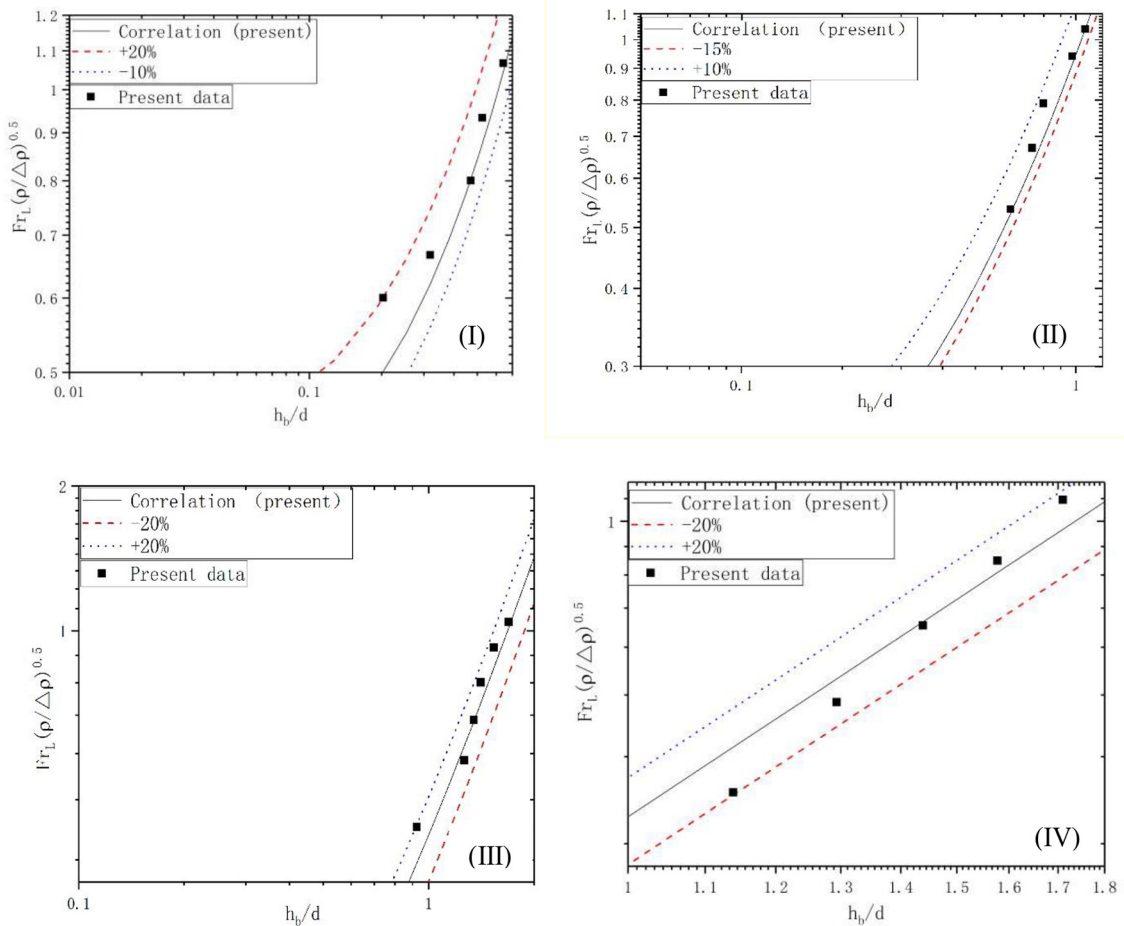 1.2
1.1
1
0.9
0.8
0.7
0.6
0.5
Fr_L(ρ/△ρ)^0.5
Correlation (present)
+20%
-10%
Present data
(I)
0.01
0.1
h_b/d
1.1
1
0.9
0.8
0.7
0.6
0.5
0.4
0.3
Fr_L(ρ/△ρ)^0.5
Correlation （present）
-15%
+10%
Present data
(II)
0.1
1
h_b/d
2
1
Fr_L(ρ/△ρ)^0.5
Correlation （present）
-20%
+20%
Present data
(III)
0.1
1
h_b/d
1
Fr_L(ρ/△ρ)^0.5
Correlation (present)
-20%
+20%
Present data
(IV)
1
1.1
1.2
1.3
1.4
1.5
1.6
1.7
1.8
h_b/d